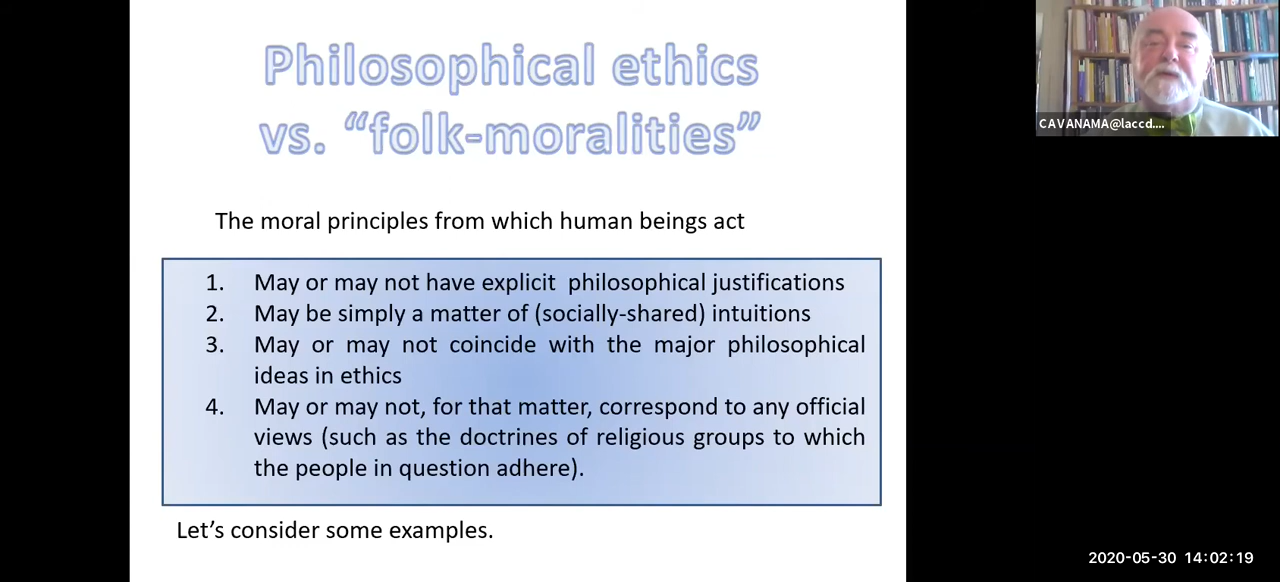 Philosophical ethics
vs. “folk-moralities”
CAVANAMA@laccd....
The moral principles from which human beings act
1. May or may not have explicit philosophical justifications
2. May be simply a matter of (socially-shared) intuitions
3. May or may not coincide with the major philosophical
ideas in ethics
4. May or may not, for that matter, correspond to any official
views (such as the doctrines of religious groups to which
the people in question adhere).
Let’s consider some examples.
2020-05-30 14:02:19